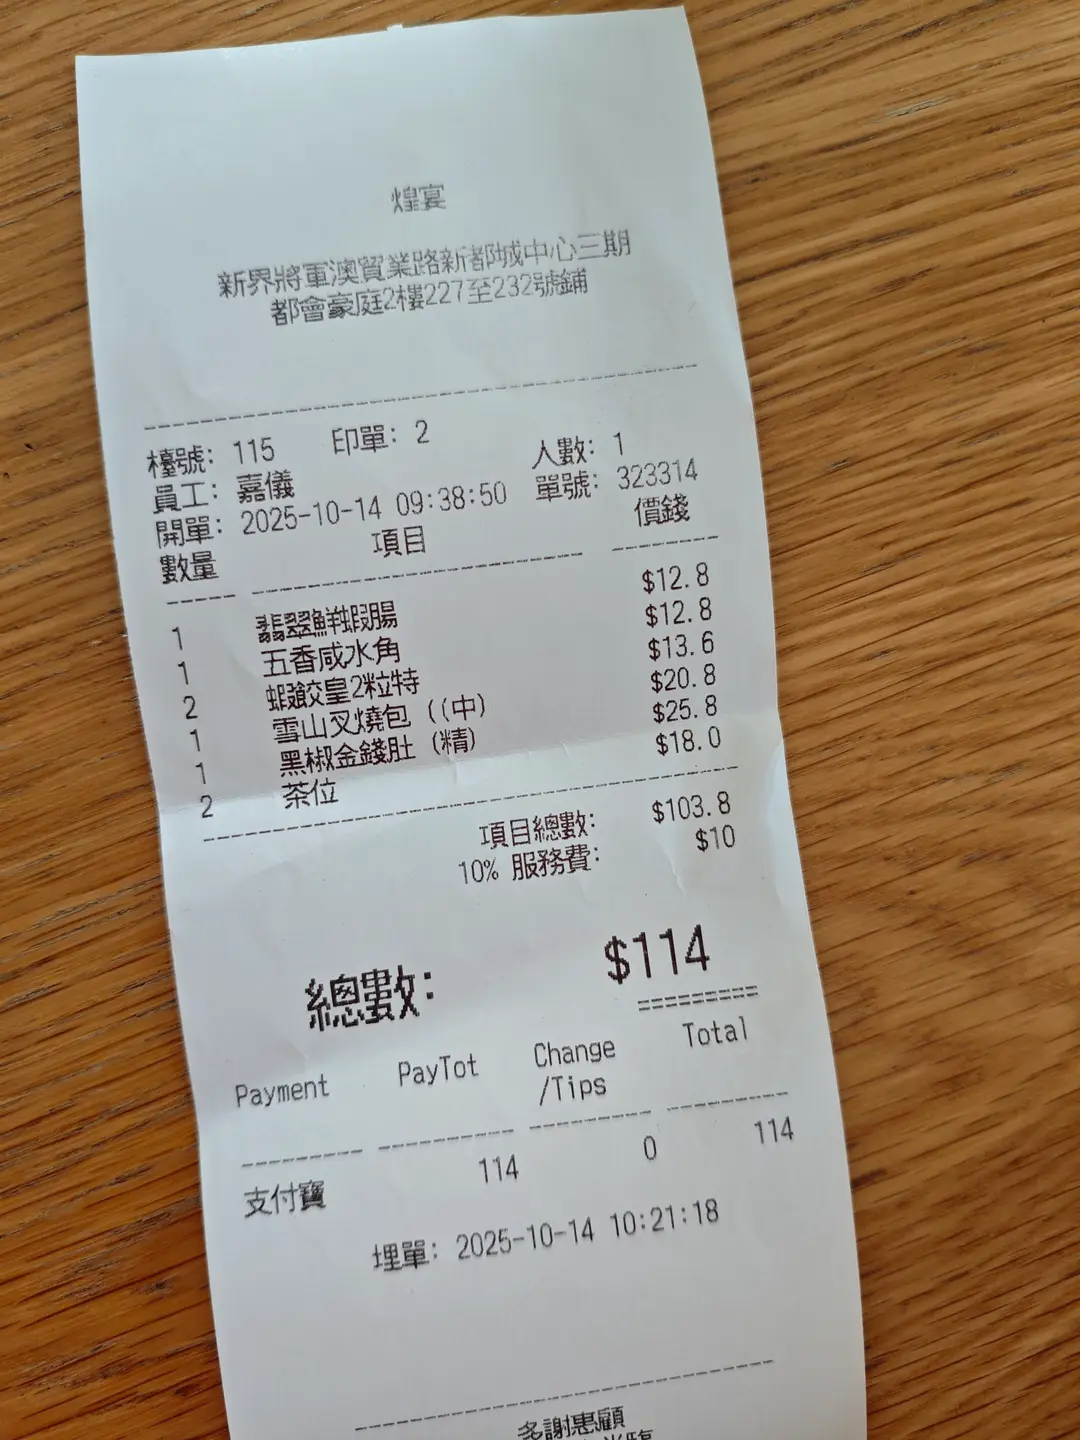 煌宴
新界將軍澳貿業路新都城中心三期
都會豪庭2樓227至232號鋪
檯號: 115 印單: 2 人數: 1
員工: 嘉儀 單號: 323314
開單: 2025-10-14 09:38:50
數量 項目 價錢
1 翡翠鮮蝦腸 $12.8
1 五香咸水角 $12.8
2 蝦餃皇2粒特 $13.6
1 雪山叉燒包 ((中) $20.8
1 黑椒金錢肚 (精) $25.8
2 茶位 $18.0
項目總數: $103.8
10% 服務費: $10
總數: $114
=========
Payment PayTot Change Total
/Tips
支付寶 114 0 114
埋單: 2025-10-14 10:21:18
多謝惠顧